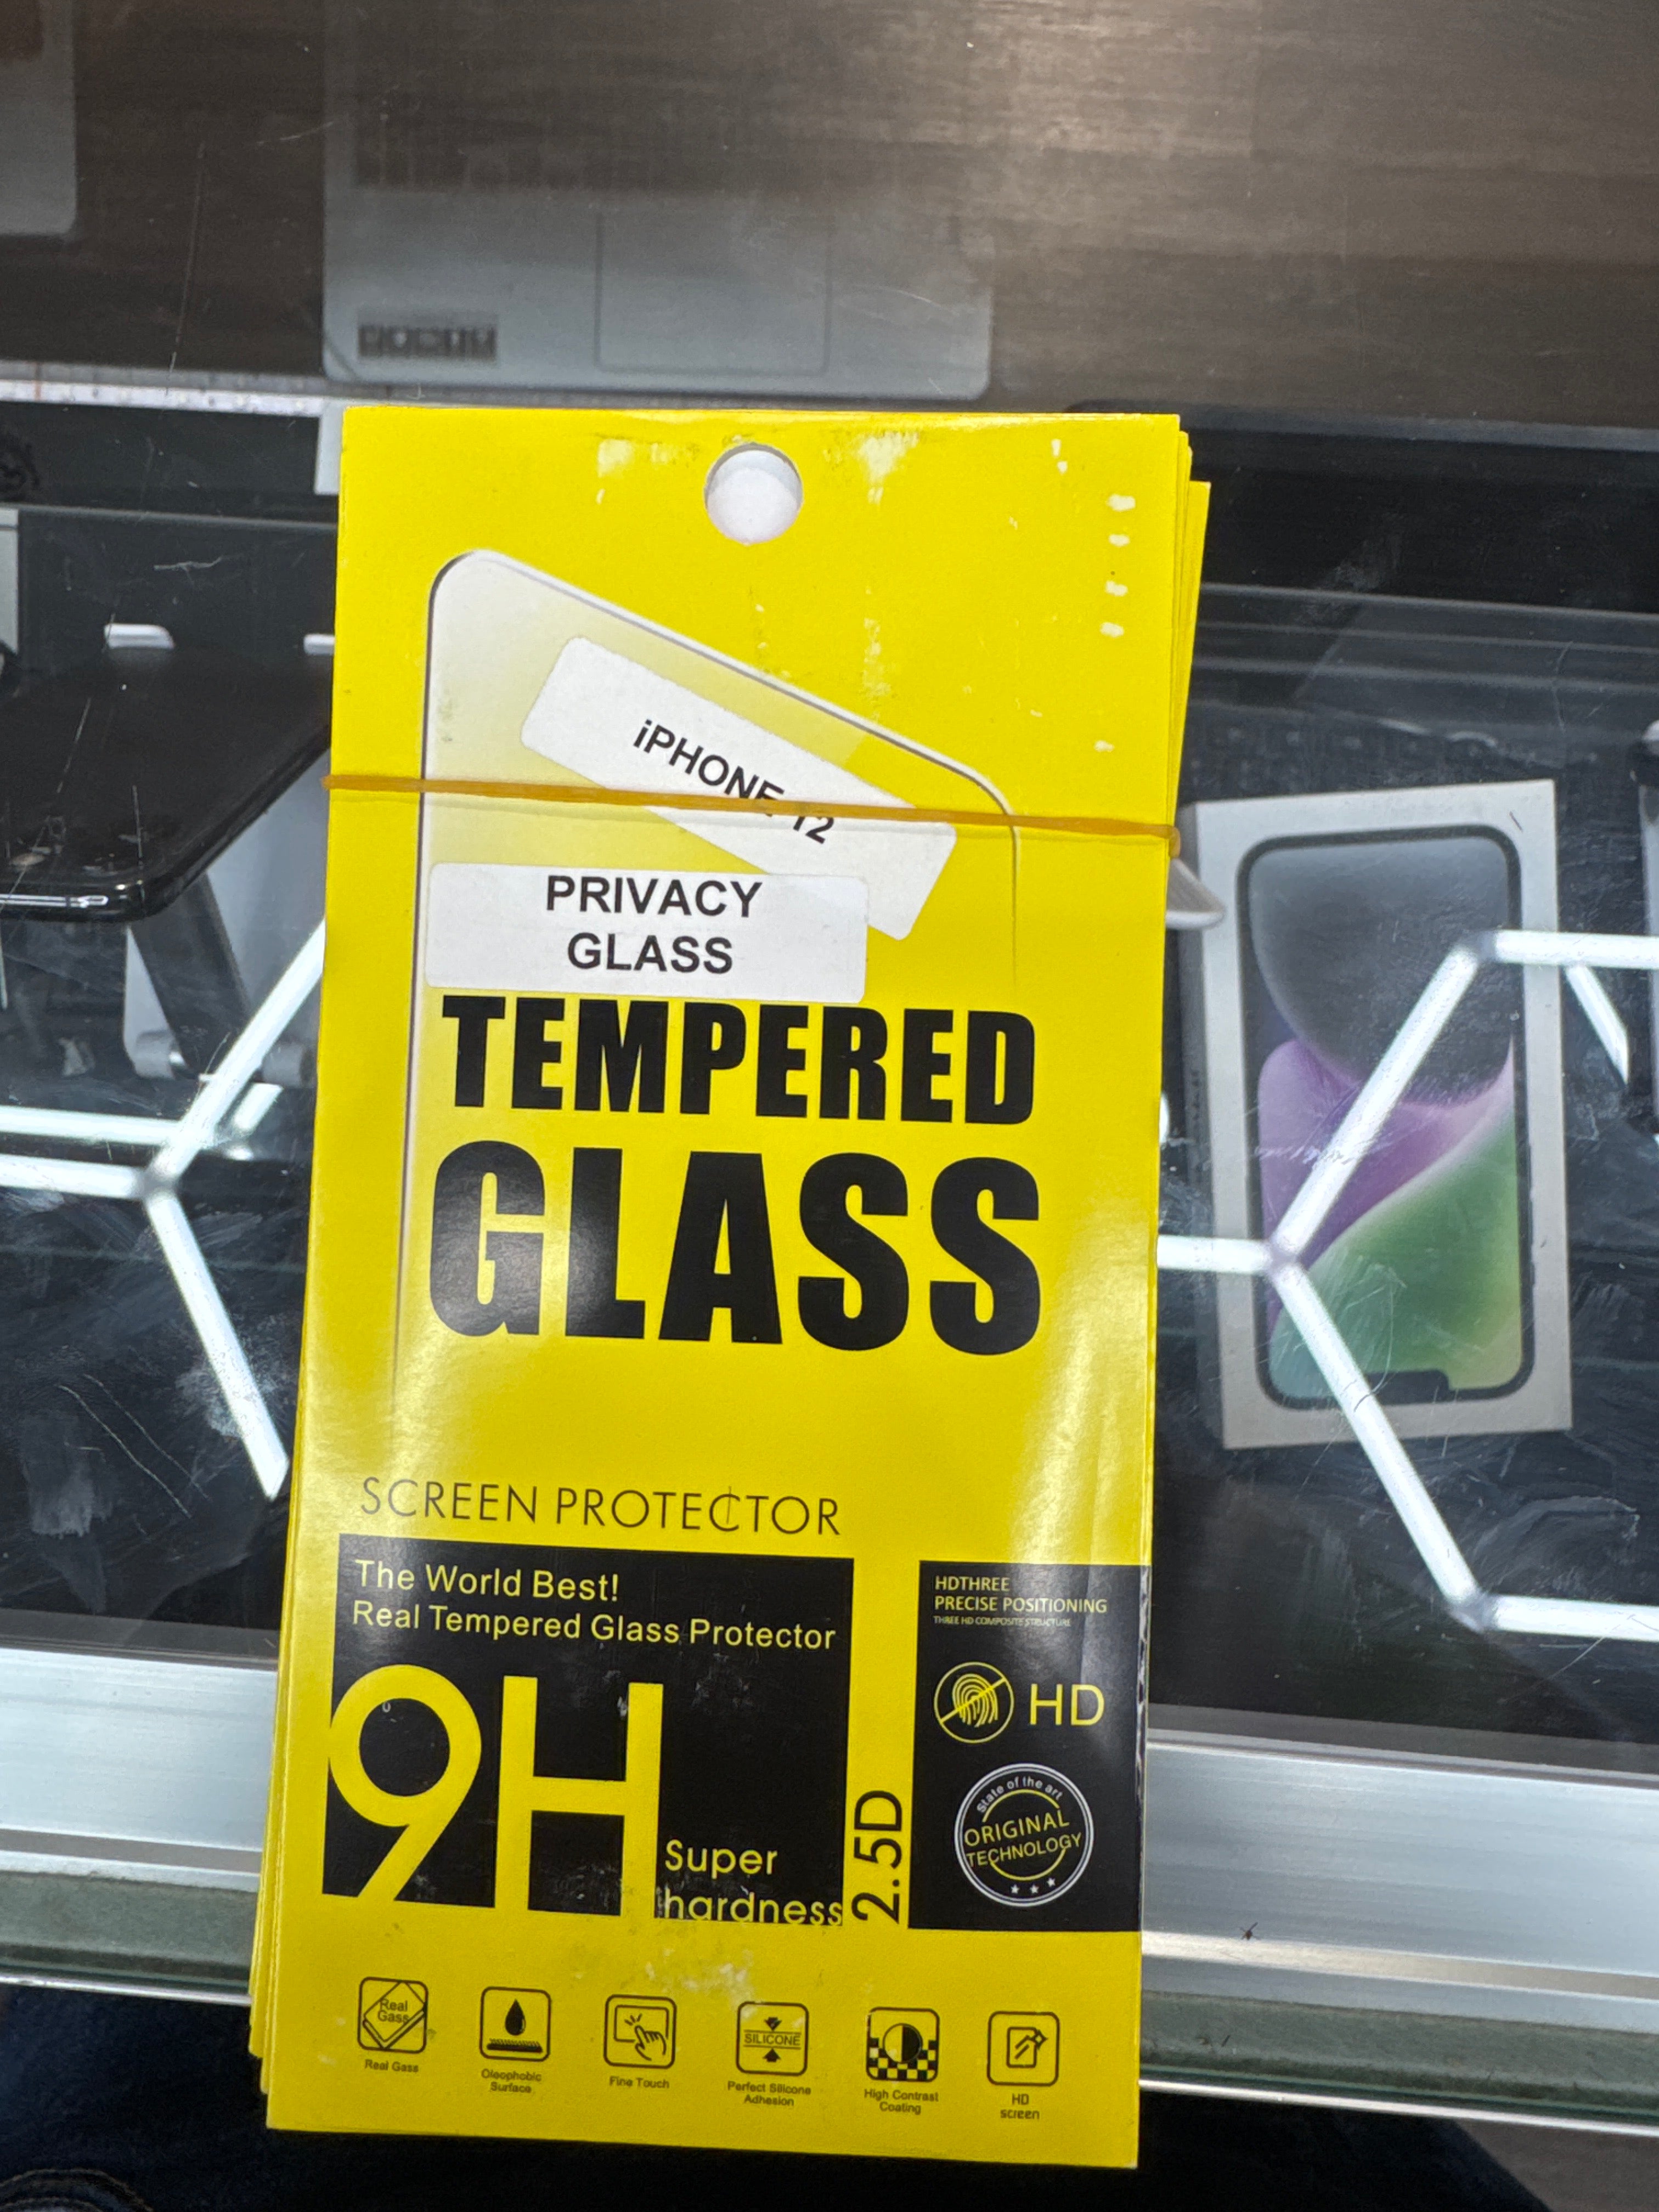 iPHONE 12
PRIVACY
GLASS
TEMPERED
GLASS
SCREEN PROTECTOR
The World Best!
Real Tempered Glass Protector
9H
Super
hardness
2.5D
HDTHREE
PRECISE POSITIONING
THREE HD COMPOSITE STRUCTURE
HD
State of the art
ORIGINAL
TECHNOLOGY
Real
Gass
Real Gass
Oleophobic
Surface
Fine Touch
SILICONE
Perfect Silicone
Adhesion
High Contrast
Coating
HD
screen